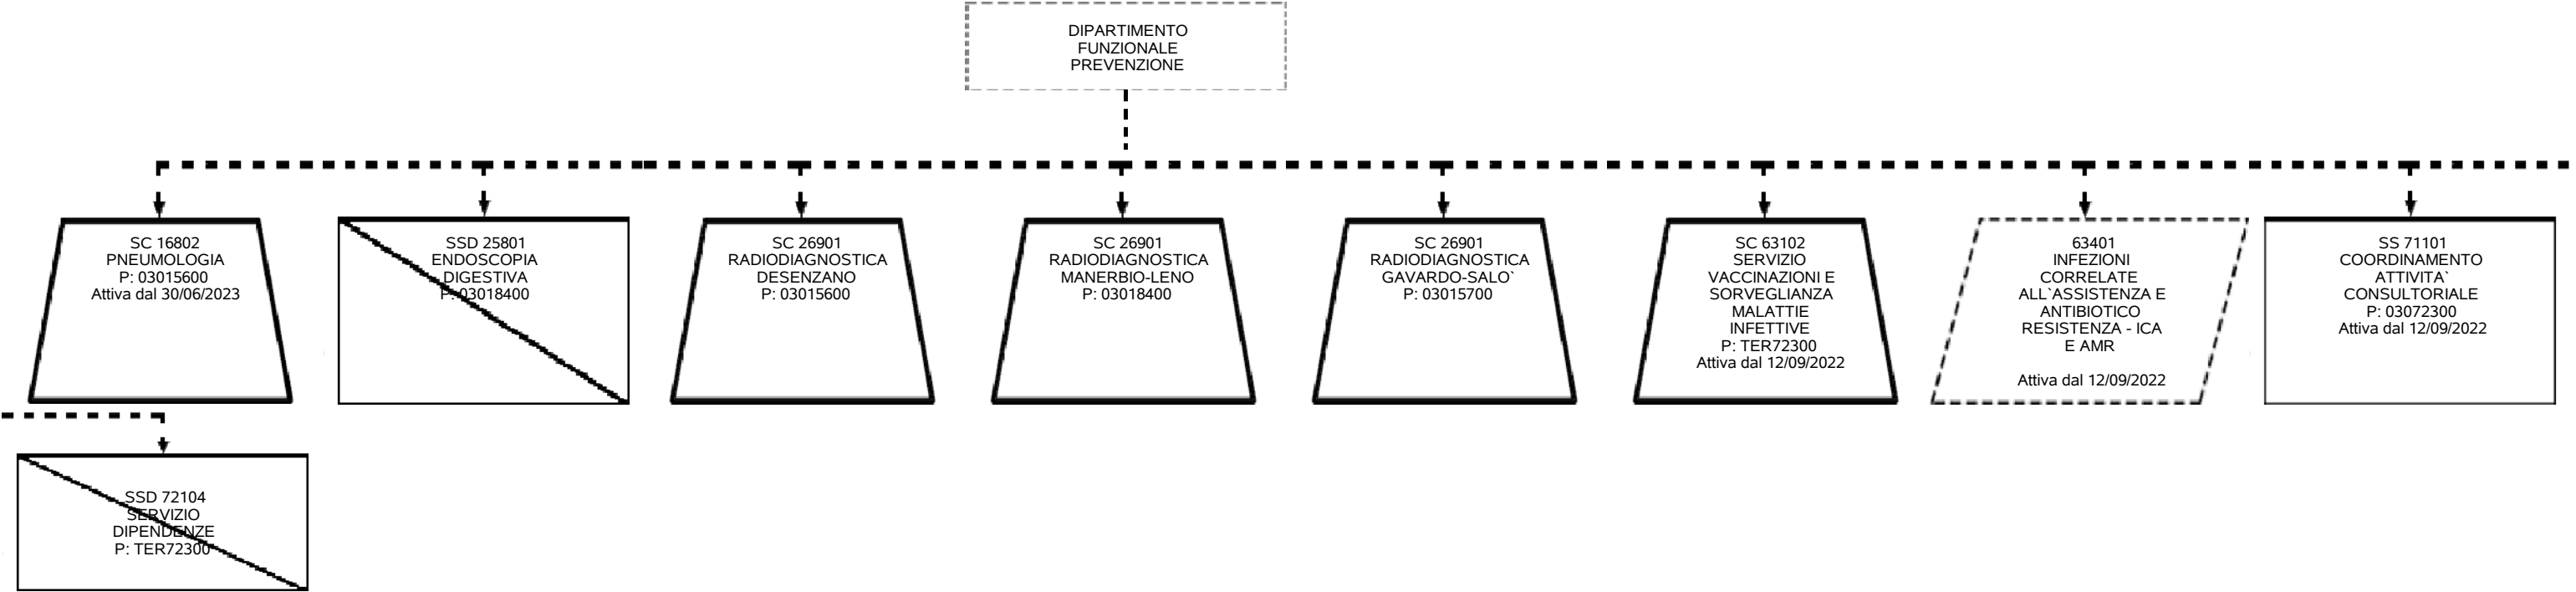 DIPARTIMENTO
FUNZIONALE
PREVENZIONE
SC 16802
PNEUMOLOGIA
P: 03015600
Attiva dal 30/06/2023
SSD 25801
ENDOSCOPIA
DIGESTIVA
P: 03018400
SC 26901
RADIODIAGNOSTICA
DESENZANO
P: 03015600
SC 26901
RADIODIAGNOSTICA
MANERBIO-LENO
P: 03018400
SC 26901
RADIODIAGNOSTICA
GAVARDO-SALO`
P: 03015700
SC 63102
SERVIZIO
VACCINAZIONI E
SORVEGLIANZA
MALATTIE
INFETTIVE
P: TER72300
Attiva dal 12/09/2022
63401
INFEZIONI
CORRELATE
ALL`ASSISTENZA E
ANTIBIOTICO
RESISTENZA - ICA
E AMR
Attiva dal 12/09/2022
SS 71101
COORDINAMENTO
ATTIVITA`
CONSULTORIALE
P: 03072300
Attiva dal 12/09/2022
SSD 72104
SERVIZIO
DIPENDENZE
P: TER72300